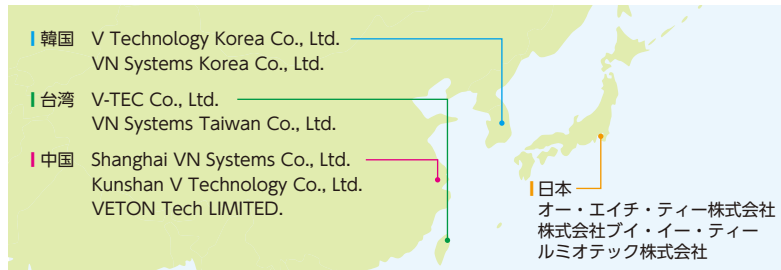 韓国 V Technology Korea Co., Ltd.
VN Systems Korea Co., Ltd.
台湾 V-TEC Co., Ltd.
VN Systems Taiwan Co., Ltd.
中国 Shanghai VN Systems Co., Ltd.
Kunshan V Technology Co., Ltd.
VETON Tech LIMITED.
日本
オー・エイチ・ティー株式会社
株式会社ブイ・イー・ティー
ルミオテック株式会社